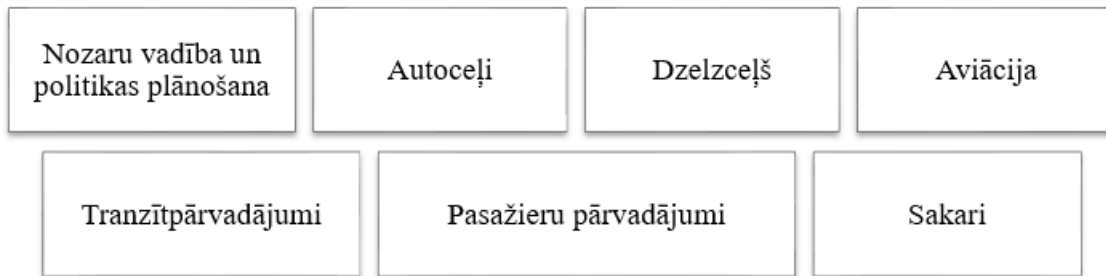 Nozaru vadība un
politikas plānošana
Autoceļi
Dzelzceļš
Aviācija
Tranzītpārvadājumi
Pasažieru pārvadājumi
Sakari